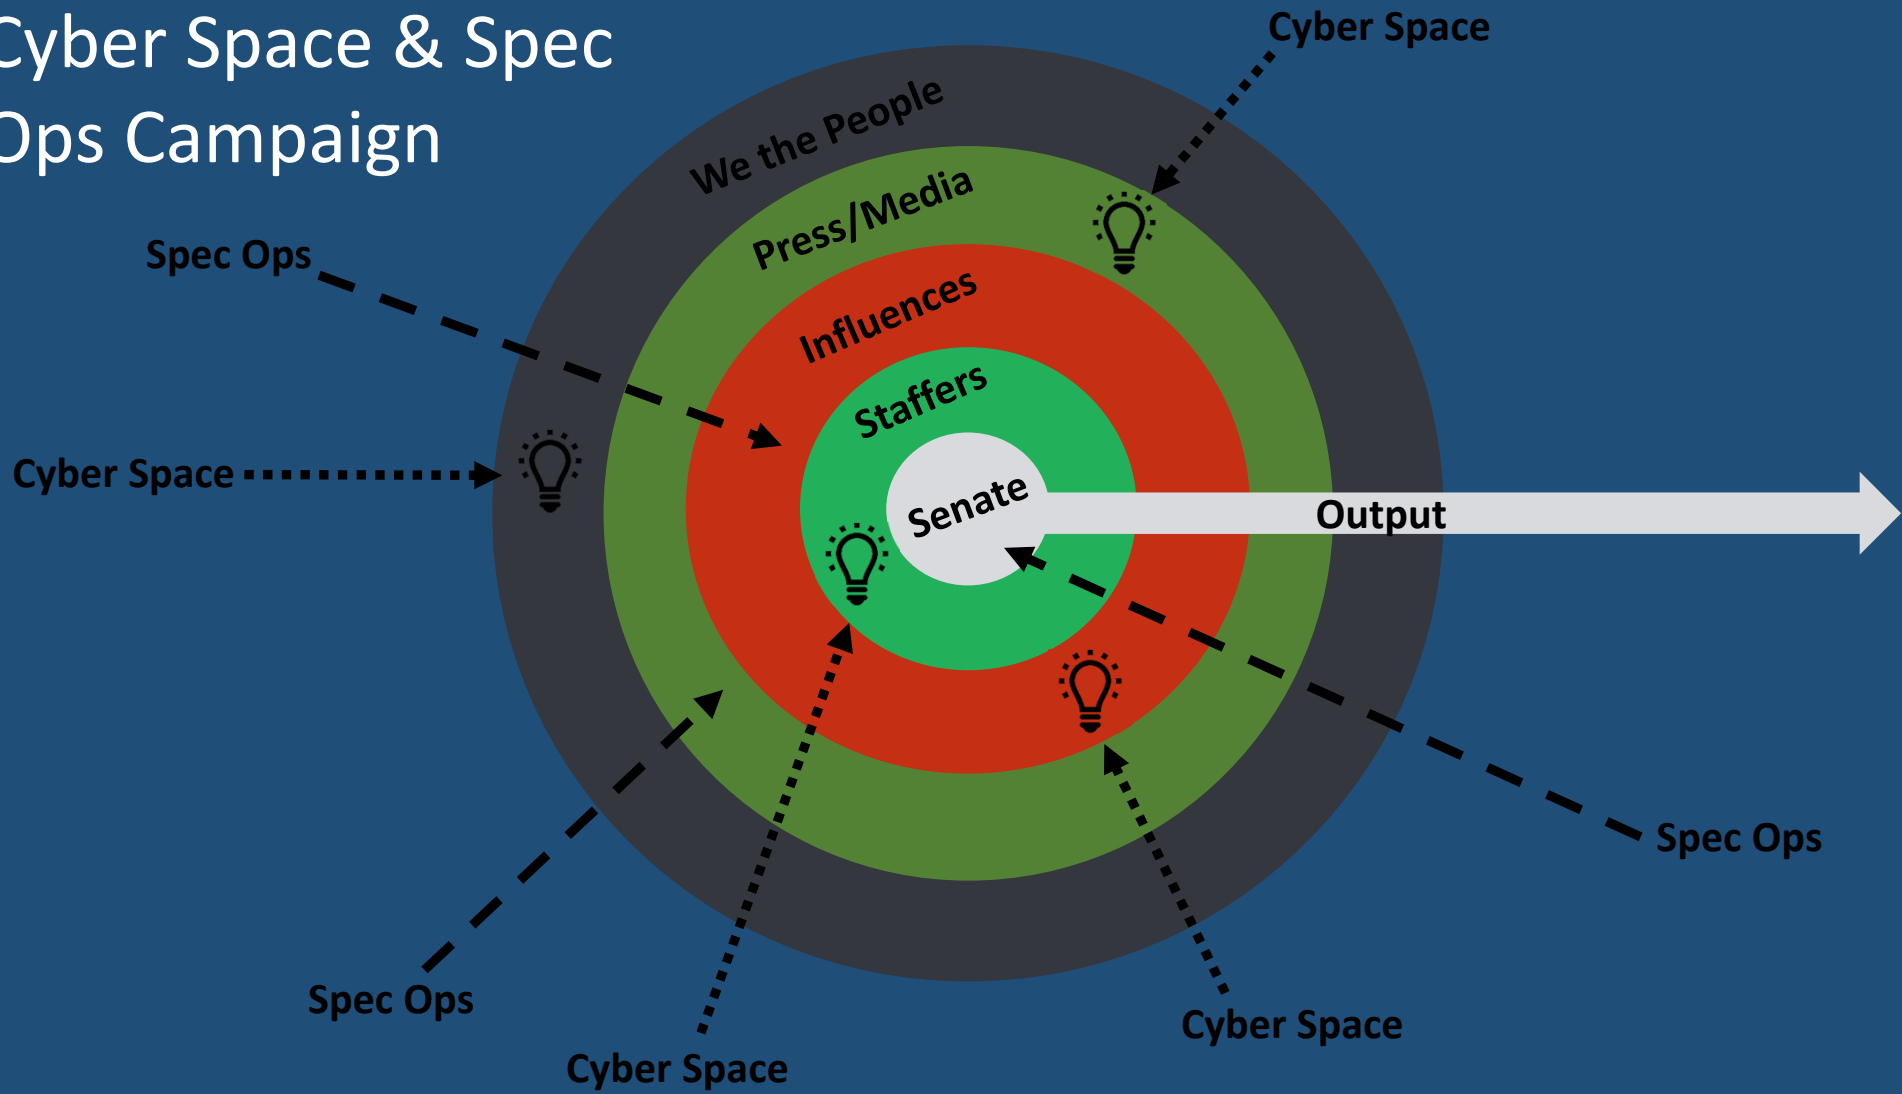 Cyber Space & Spec
Ops Campaign
Cyber Space
We the People
Press/Media
Spec Ops
Influences
Staffers
Cyber Space
Senate
Output
Spec Ops
Spec Ops
Cyber Space
Cyber Space